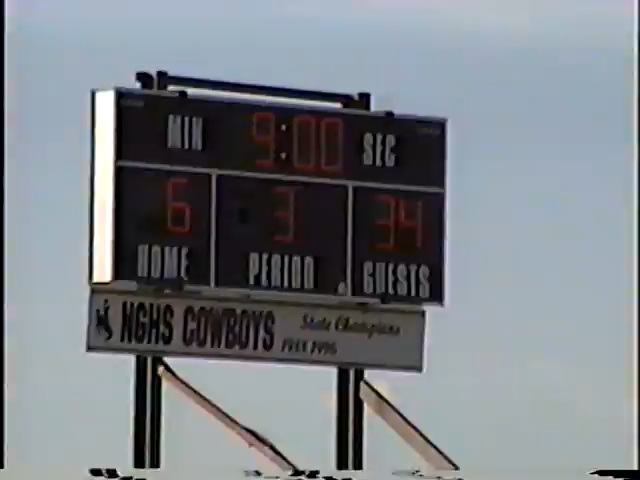 MIN 9:00 SEC
6 3 34
HOME PERIOD GUESTS
NGHS COWBOYS State Champions